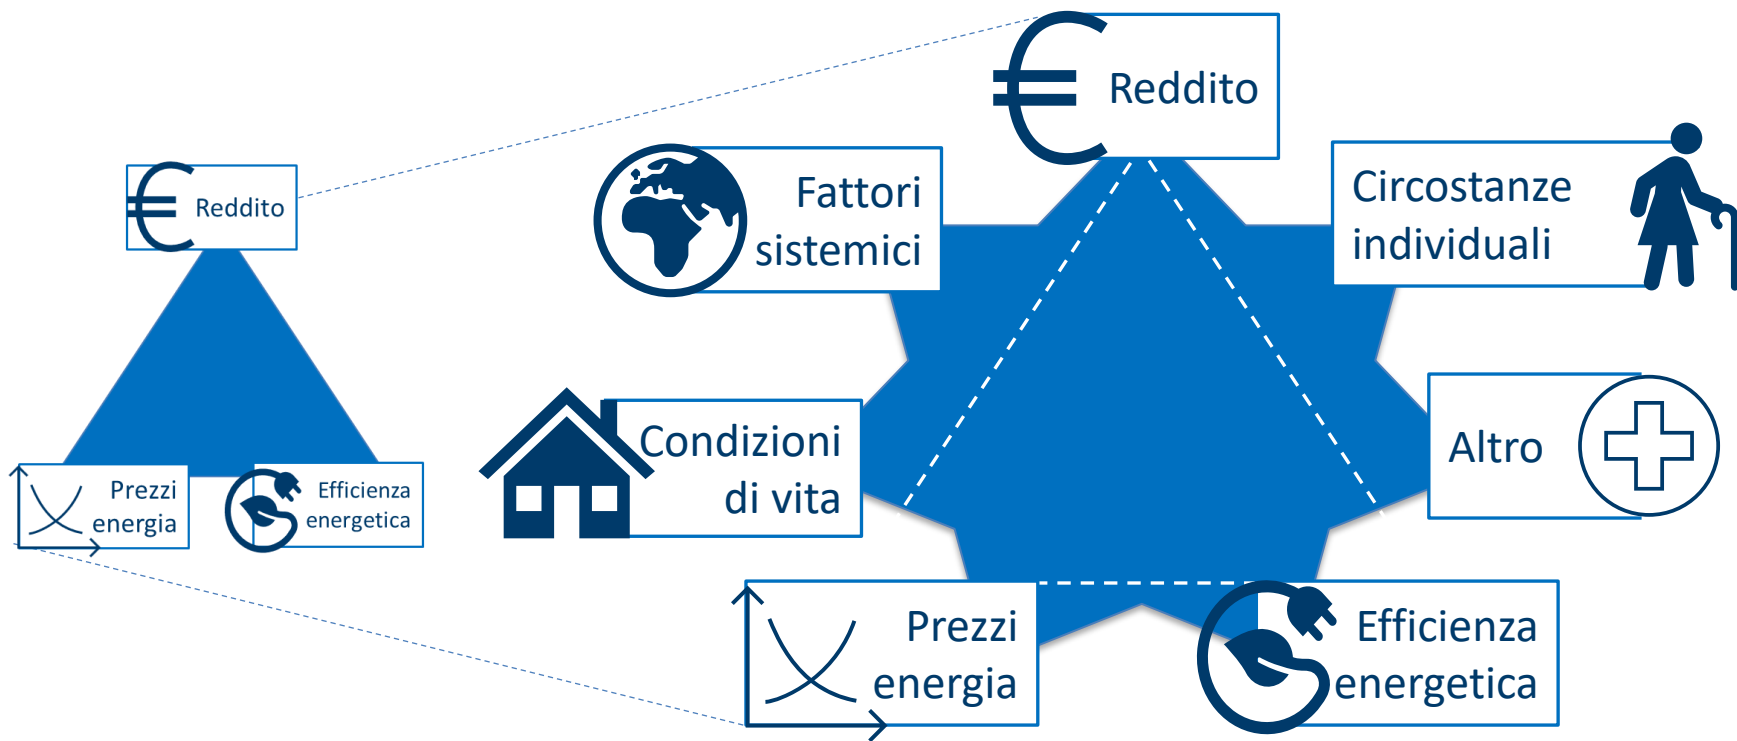 Reddito
Prezzi
energia
Efficienza
energetica
Reddito
Fattori
sistemici
Circostanze
individuali
Condizioni
di vita
Altro
Prezzi
energia
Efficienza
energetica